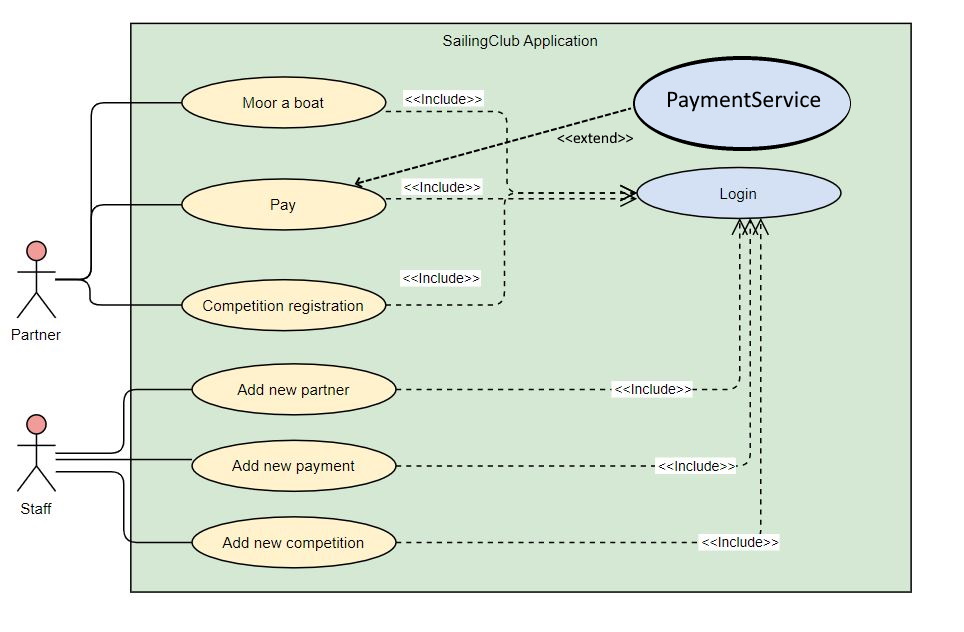 SailingClub Application
Moor a boat
<<Include>>
PaymentService
<<extend>>
Pay
<<Include>>
Login
Partner
Competition registration
<<Include>>
Add new partner
<<Include>>
Staff
Add new payment
<<Include>>
Add new competition
<<Include>>